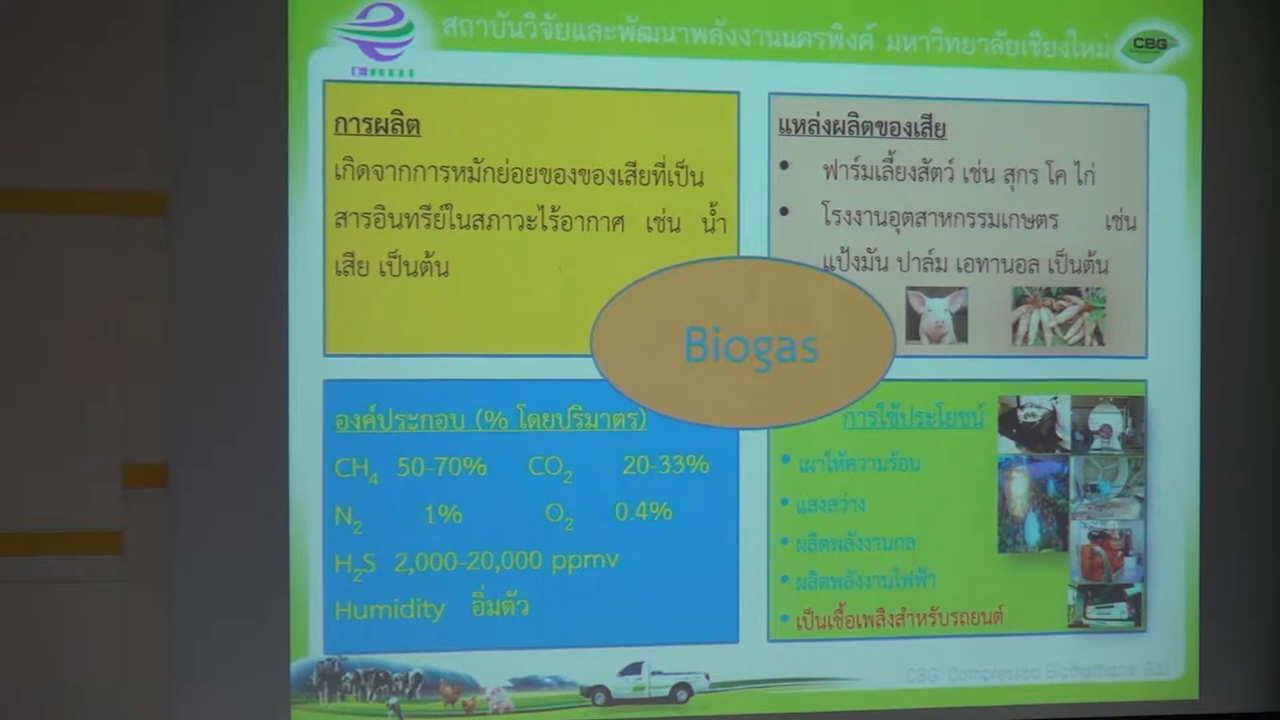 สถาบันวิจัยและพัฒนาพลังงานนครพิงค์ มหาวิทยาลัยเชียงใหม่
CBG
การผลิต
เกิดจากการหมักย่อยของของเสียที่เป็น
สารอินทรีย์ในสภาวะไร้อากาศ เช่น น้ำ
เสีย เป็นต้น
แหล่งผลิตของเสีย
• ฟาร์มเลี้ยงสัตว์ เช่น สุกร โค ไก่
• โรงงานอุตสาหกรรมเกษตร เช่น
แป้งมัน ปาล์ม เอทานอล เป็นต้น
Biogas
องค์ประกอบ (% โดยปริมาตร)
CH4 50-70% CO2 20-33%
N2 1% O2 0.4%
H2S 2,000-20,000 ppmv
Humidity อิ่มตัว
การใช้ประโยชน์
• เผาให้ความร้อน
• แสงสว่าง
• ผลิตพลังงานกล
• ผลิตพลังงานไฟฟ้า
• เป็นเชื้อเพลิงสำหรับรถยนต์
CBG: Compressed Biomethane Gas